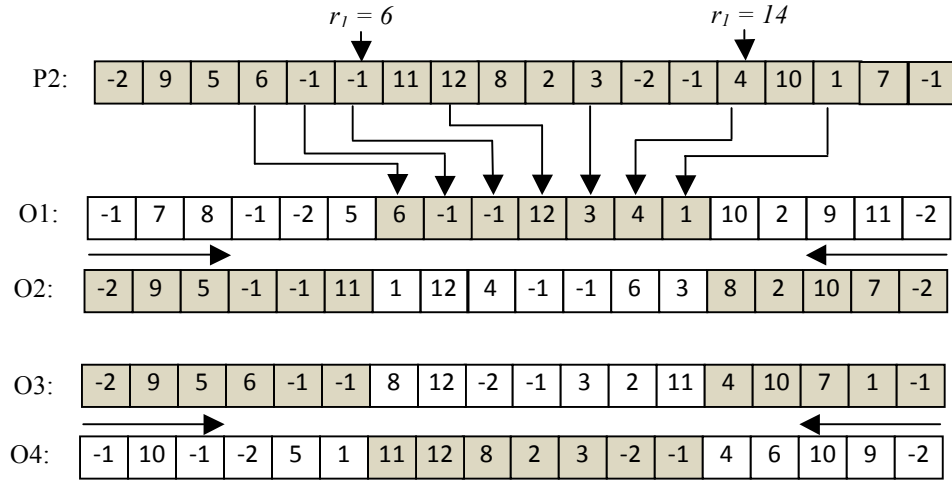 r1 = 6 r1 = 14
P2: -2 9 5 6 -1 -1 11 12 8 2 3 -2 -1 4 10 1 7 -1
O1: -1 7 8 -1 -2 5 6 -1 -1 12 3 4 1 10 2 9 11 -2
O2: -2 9 5 -1 -1 11 1 12 4 -1 -1 6 3 8 2 10 7 -2
O3: -2 9 5 6 -1 -1 8 12 -2 -1 3 2 11 4 10 7 1 -1
O4: -1 10 -1 -2 5 1 11 12 8 2 3 -2 -1 4 6 10 9 -2